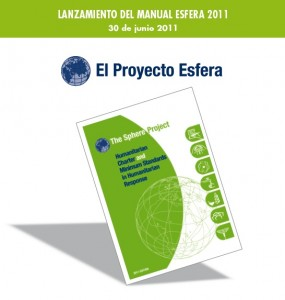 LANZAMIENTO DEL MANUAL ESFERA 2011
30 de junio 2011
El Proyecto Esfera
The Sphere Project
Humanitarian
Charter and
Minimum Standards
in Humanitarian
Response